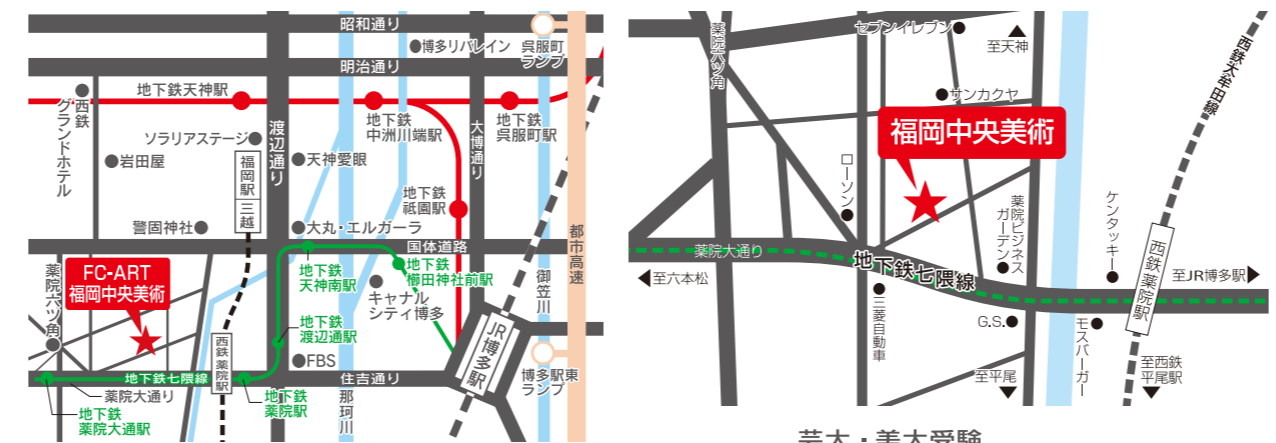 昭和通り
博多リバレイン
呉服町
ランプ
明治通り
地下鉄天神駅
西鉄
グランドホテル
ソラリアステージ
渡辺通り
地下鉄
中洲川端駅
大博通り
地下鉄
呉服町駅
岩田屋
福岡駅
三越
天神愛眼
地下鉄
祇園駅
警固神社
大丸・エルガーラ
国体道路
都市高速
FC-ART
福岡中央美術
薬院六ツ角
地下鉄
天神南駅
地下鉄
櫛田神社前駅
御笠川
キャナル
シティ博多
地下鉄
渡辺通駅
JR博多駅
西鉄薬院駅
FBS
博多駅東
ランプ
地下鉄七隈線
住吉通り
薬院大通り
地下鉄
薬院大通駅
地下鉄
薬院駅
那珂川
薬院六ツ角
セブンイレブン
至天神
西鉄大牟田線
サンカクヤ
福岡中央美術
ローソン
薬院ビジネス
ガーデン
ケンタッキー
薬院大通り
地下鉄七隈線
西鉄薬院駅
至六本松
至JR博多駅
三菱自動車
G.S.
モスバーガー
至平尾
至西鉄
平尾駅
芸大・美大受験